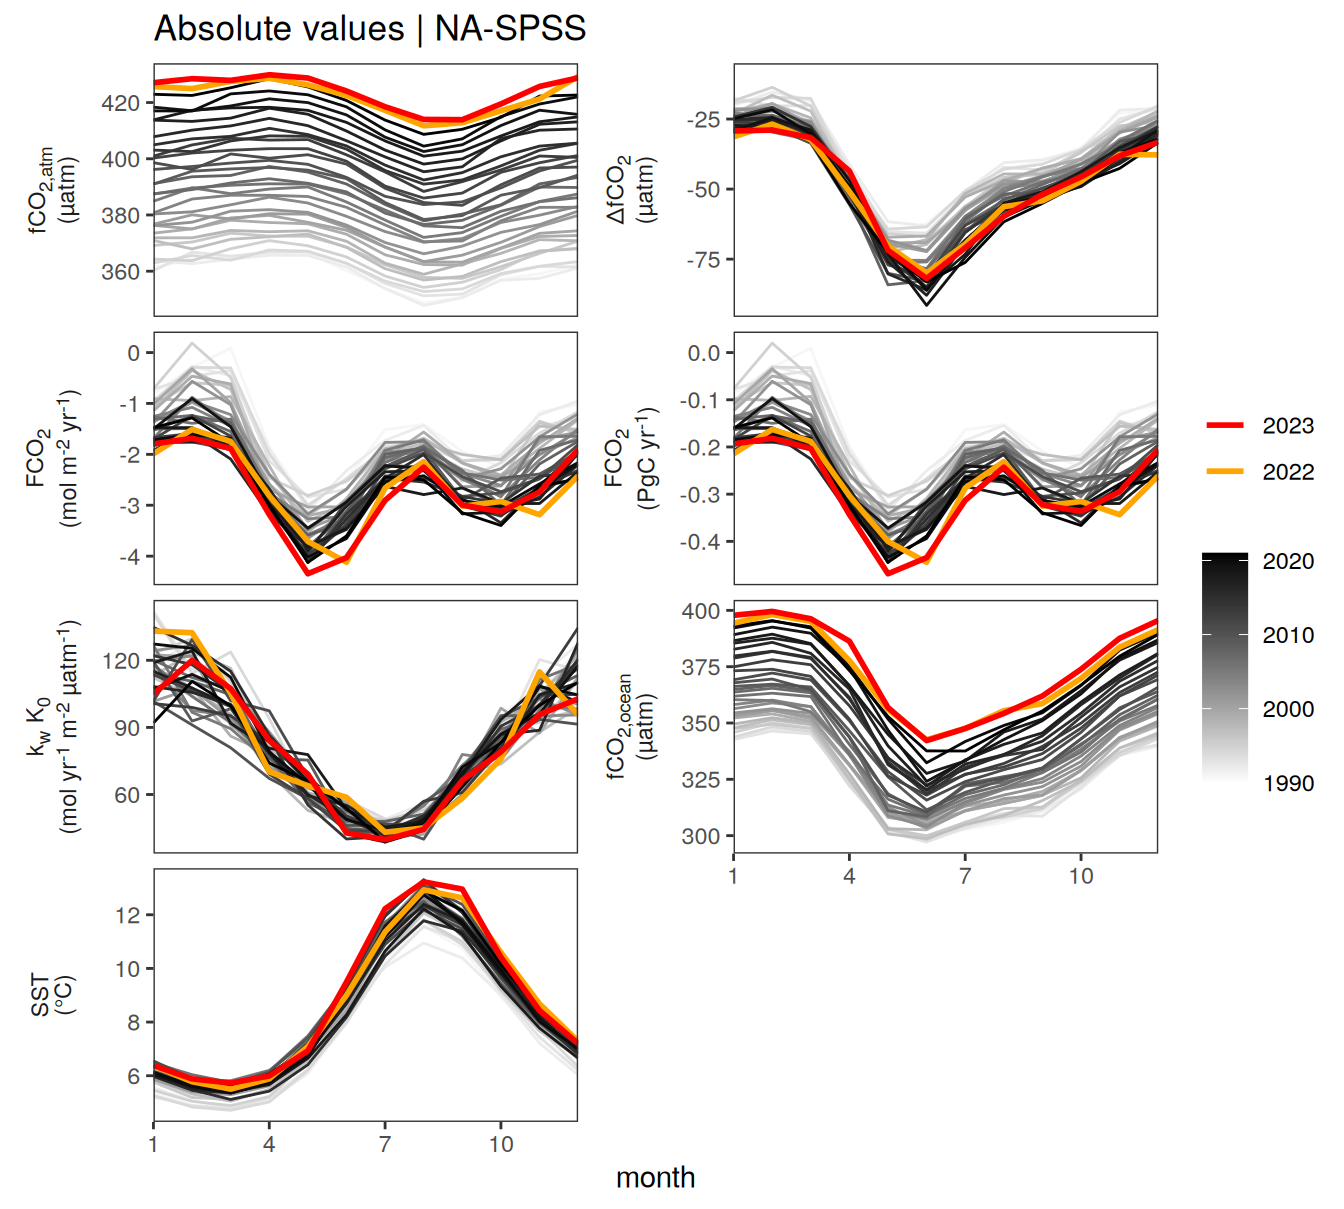 Absolute values | NA-SPSS
fCO2,atm
(µatm)
420
400
380
360
ΔfCO2
(µatm)
-25
-50
-75
FCO2
(mol m-2 yr-1)
0
-1
-2
-3
-4
FCO2
(PgC yr-1)
0.0
-0.1
-0.2
-0.3
-0.4
kw K0
(mol yr-1 m-2 µatm-1)
120
90
60
fCO2,ocean
(µatm)
400
375
350
325
300
1 4 7 10
SST
(°C)
12
10
8
6
1 4 7 10
month
2023
2022
2020
2010
2000
1990